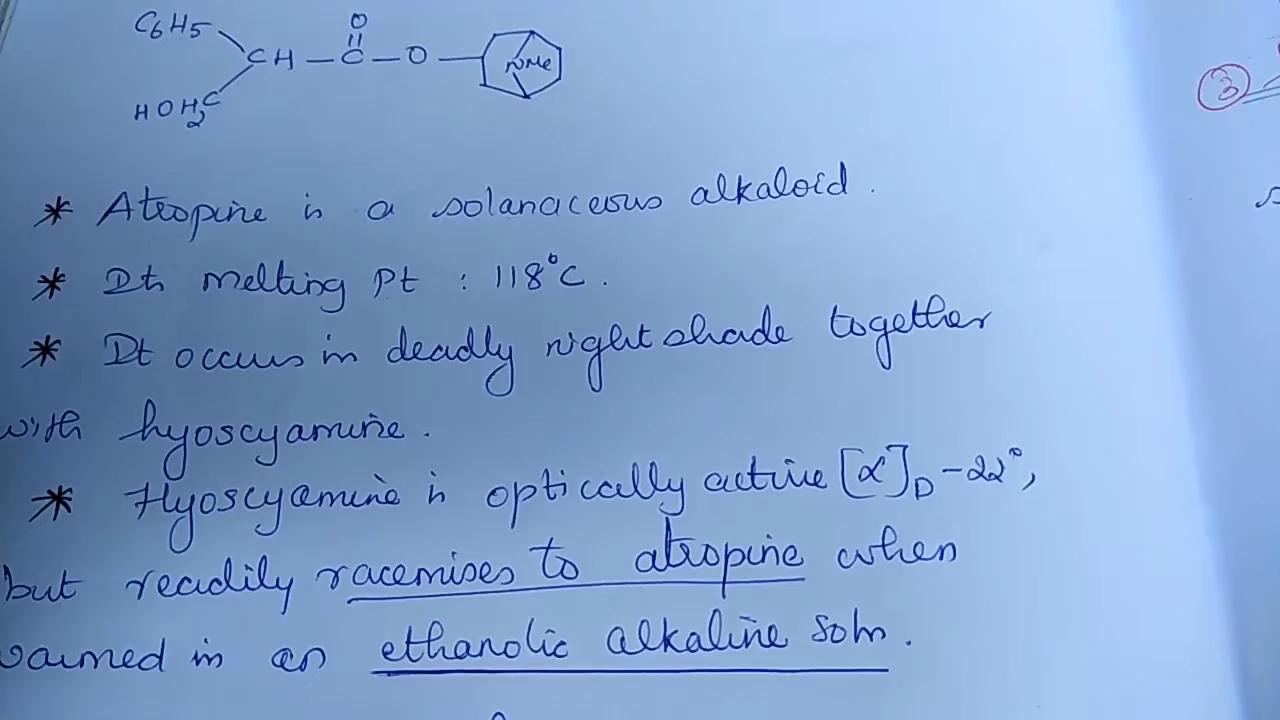 C6H5
O
CH — C — O — NMe
HOH2C
3
* Atropine is a solanaceous alkaloid.
* Its melting Pt : 118°C.
* It occurs in deadly nightshade together
with hyoscyamine.
* Hyoscyamine is optically active [α]D -22°,
but readily racemises to atropine when
warmed in an ethanolic alkaline soln.